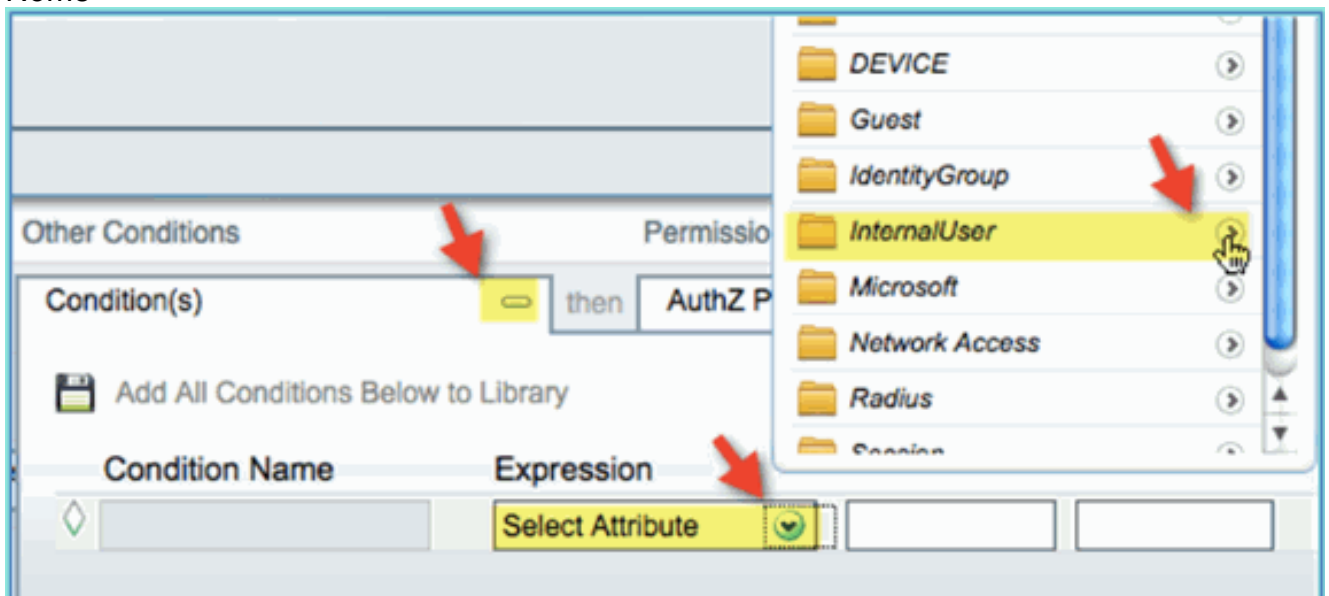 DEVICE
Guest
IdentityGroup
Other Conditions Permissio InternalUser
Condition(s) then AuthZ P Microsoft
Network Access
Add All Conditions Below to Library Radius
Session
Condition Name Expression
Select Attribute